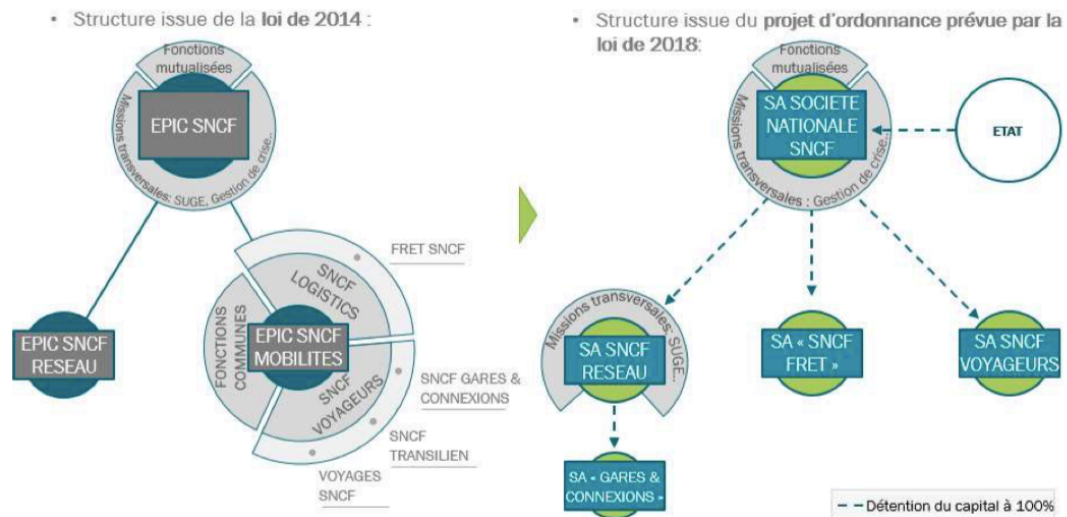 • Structure issue de la loi de 2014 :
Fonctions
mutualisées
EPIC SNCF
Missions transversales: SUGE, Gestion de crise..
EPIC SNCF
RESEAU
FRET SNCF
SNCF
LOGISTICS
FONCTIONS
COMMUNES
EPIC SNCF
MOBILITES
SNCF
VOYAGEURS
SNCF GARES &
CONNEXIONS
SNCF
TRANSILIEN
VOYAGES
SNCF
• Structure issue du projet d'ordonnance prévue par la
loi de 2018:
Fonctions
mutualisées
SA SOCIETE
NATIONALE
SNCF
Missions transversales : Gestion de crise..
ETAT
Missions transversales: SUGE..
SA SNCF
RESEAU
SA « SNCF
FRET »
SA SNCF
VOYAGEURS
SA « GARES &
CONNEXIONS »
Détention du capital à 100%